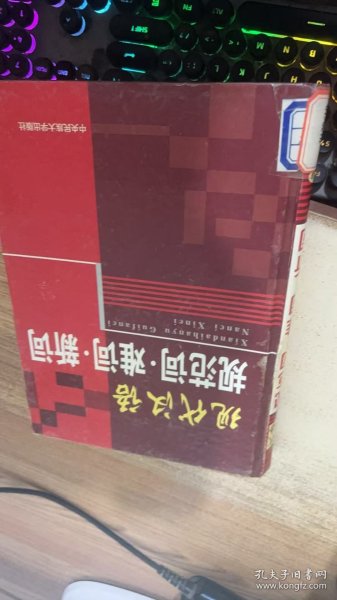 现代汉语
规范词·难词·新词
Xiandaihanyu Guifanci
Nanci Xinci
中央民族大学出版社
孔夫子旧书网
www.kongfz.com